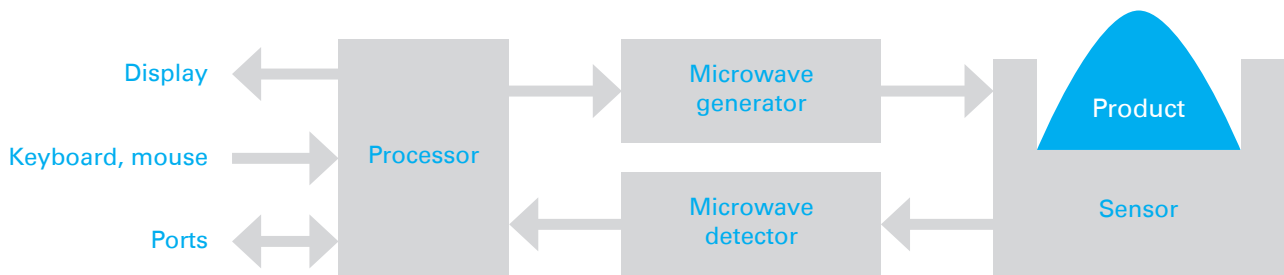 Display
Keyboard, mouse
Ports
Processor
Microwave
generator
Microwave
detector
Product
Sensor